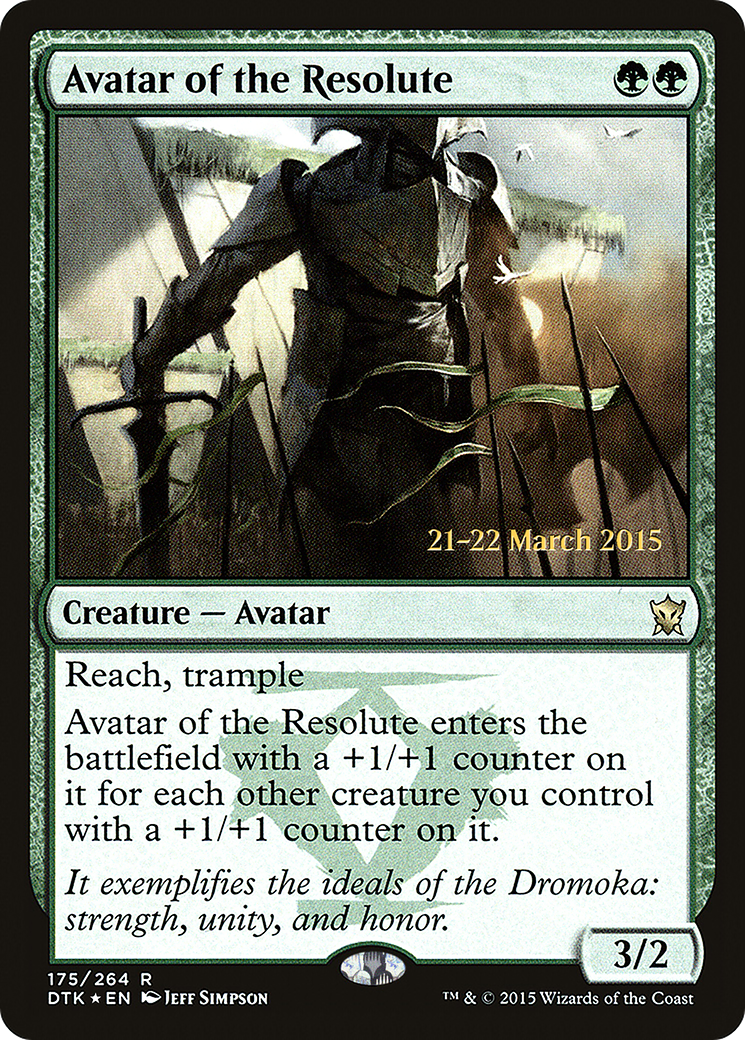 Avatar of the Resolute
21–22 March 2015
Creature — Avatar
Reach, trample
Avatar of the Resolute enters the
battlefield with a +1/+1 counter on
it for each other creature you control
with a +1/+1 counter on it.
It exemplifies the ideals of the Dromoka:
strength, unity, and honor.
3/2
175/264 R
DTK ★ EN Jeff Simpson
™ & © 2015 Wizards of the Coast